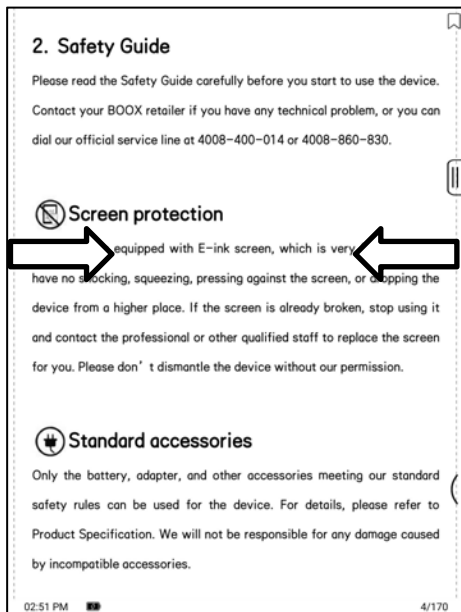 2. Safety Guide
Please read the Safety Guide carefully before you start to use the device.
Contact your BOOX retailer if you have any technical problem, or you can
dial our official service line at 4008-400-014 or 4008-860-830.
Screen protection
equipped with E-ink screen, which is very
have no shocking, squeezing, pressing against the screen, or dropping the
device from a higher place. If the screen is already broken, stop using it
and contact the professional or other qualified staff to replace the screen
for you. Please don’t dismantle the device without our permission.
Standard accessories
Only the battery, adapter, and other accessories meeting our standard
safety rules can be used for the device. For details, please refer to
Product Specification. We will not be responsible for any damage caused
by incompatible accessories.
02:51 PM 4/170